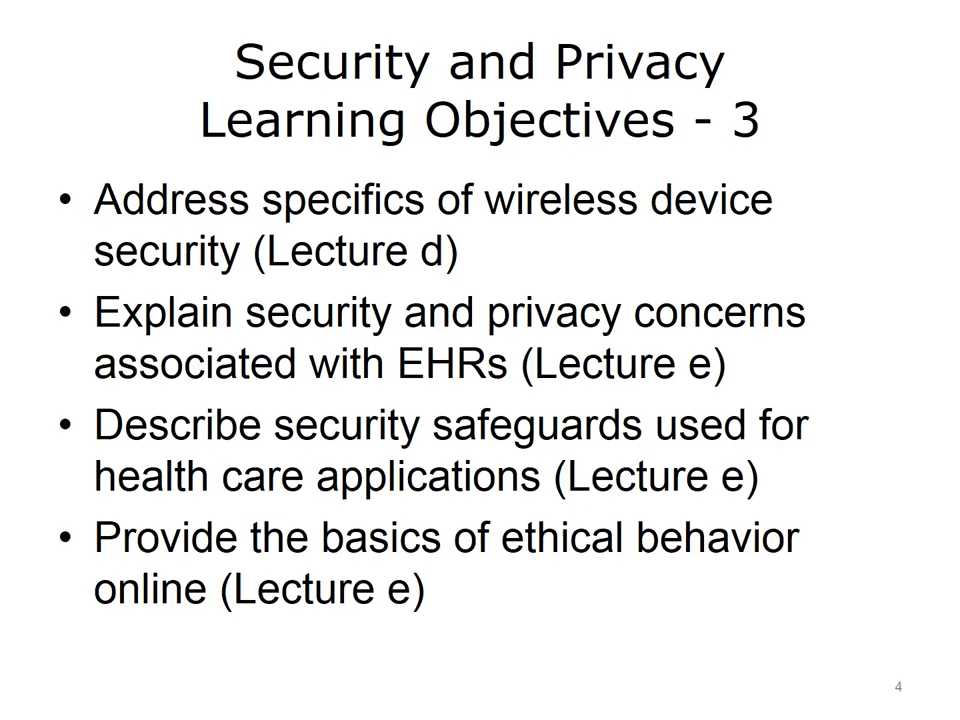 Security and Privacy
Learning Objectives - 3
• Address specifics of wireless device
security (Lecture d)
• Explain security and privacy concerns
associated with EHRs (Lecture e)
• Describe security safeguards used for
health care applications (Lecture e)
• Provide the basics of ethical behavior
online (Lecture e)
4